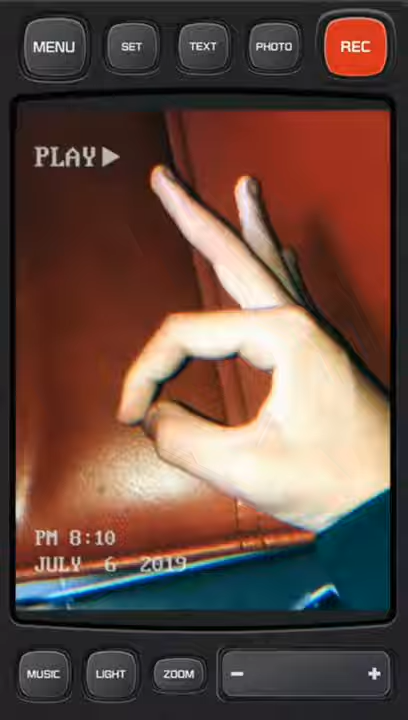 MENU SET TEXT PHOTO REC
PLAY
PM 8:10
JULY 6 2019
MUSIC LIGHT ZOOM - +